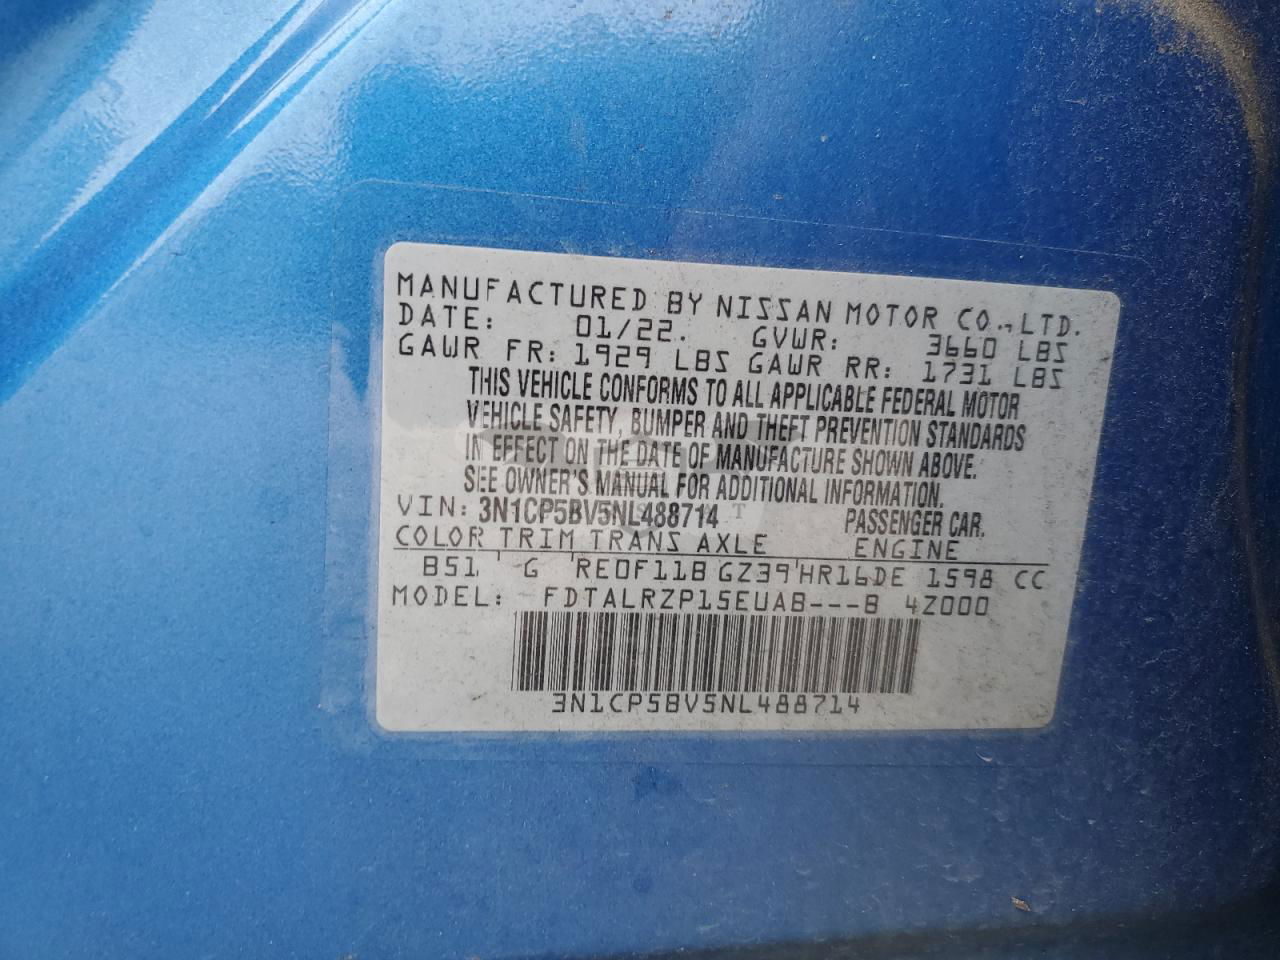 MANUFACTURED BY NISSAN MOTOR CO., LTD.
DATE: 01/22. GVWR: 3660 LBS
GAWR FR: 1929 LBS GAWR RR: 1731 LBS
THIS VEHICLE CONFORMS TO ALL APPLICABLE FEDERAL MOTOR
VEHICLE SAFETY, BUMPER AND THEFT PREVENTION STANDARDS
IN EFFECT ON THE DATE OF MANUFACTURE SHOWN ABOVE.
SEE OWNER'S MANUAL FOR ADDITIONAL INFORMATION.
VIN: 3N1CP5BV5NL488714 PASSENGER CAR.
COLOR TRIM TRANS AXLE ENGINE
B51 G RE0F11B GZ39 HR16DE 1598 CC
MODEL: FDTALRZP15EUAB---B 4Z000
3N1CP5BV5NL488714